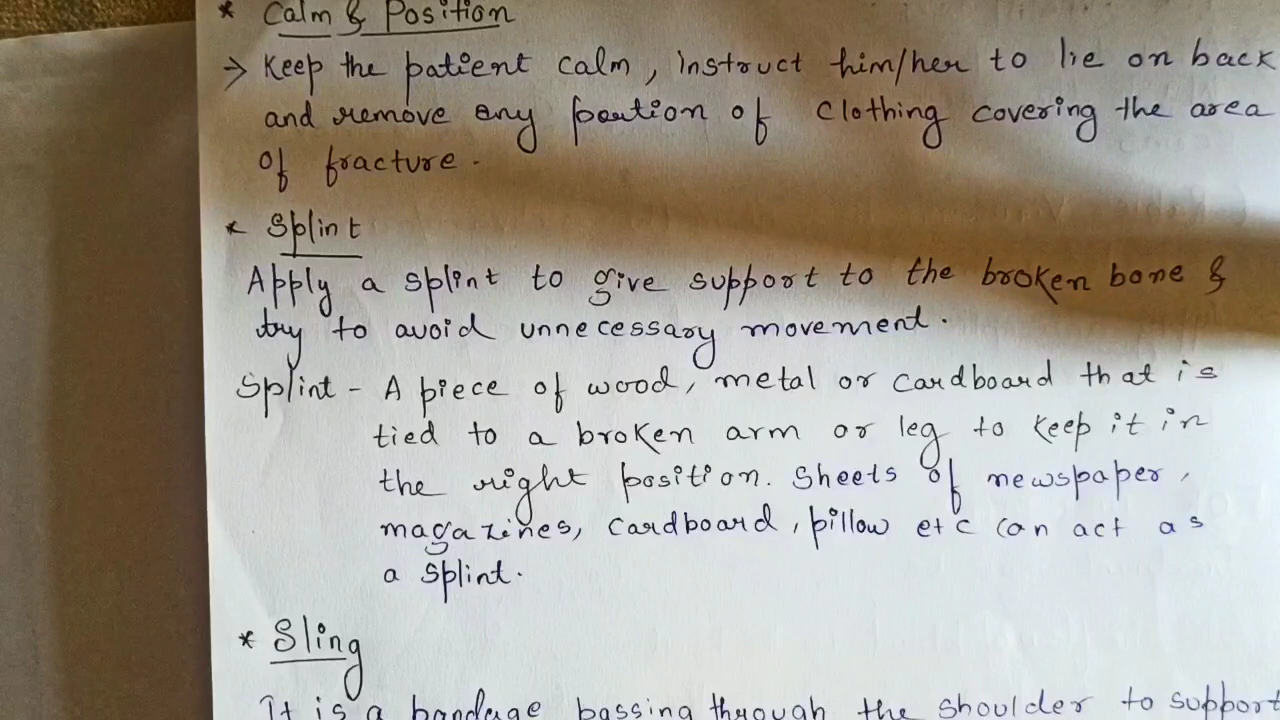 * Calm & Position
→ Keep the patient calm, instruct him/her to lie on back
and remove any portion of clothing covering the area
of fracture.
* Splint
Apply a splint to give support to the broken bone &
try to avoid unnecessary movement.
Splint - A piece of wood, metal or cardboard that is
tied to a broken arm or leg to keep it in
the right position. Sheets of newspaper,
magazines, cardboard, pillow etc can act as
a splint.
* Sling
It is a bandage passing through the shoulder to support